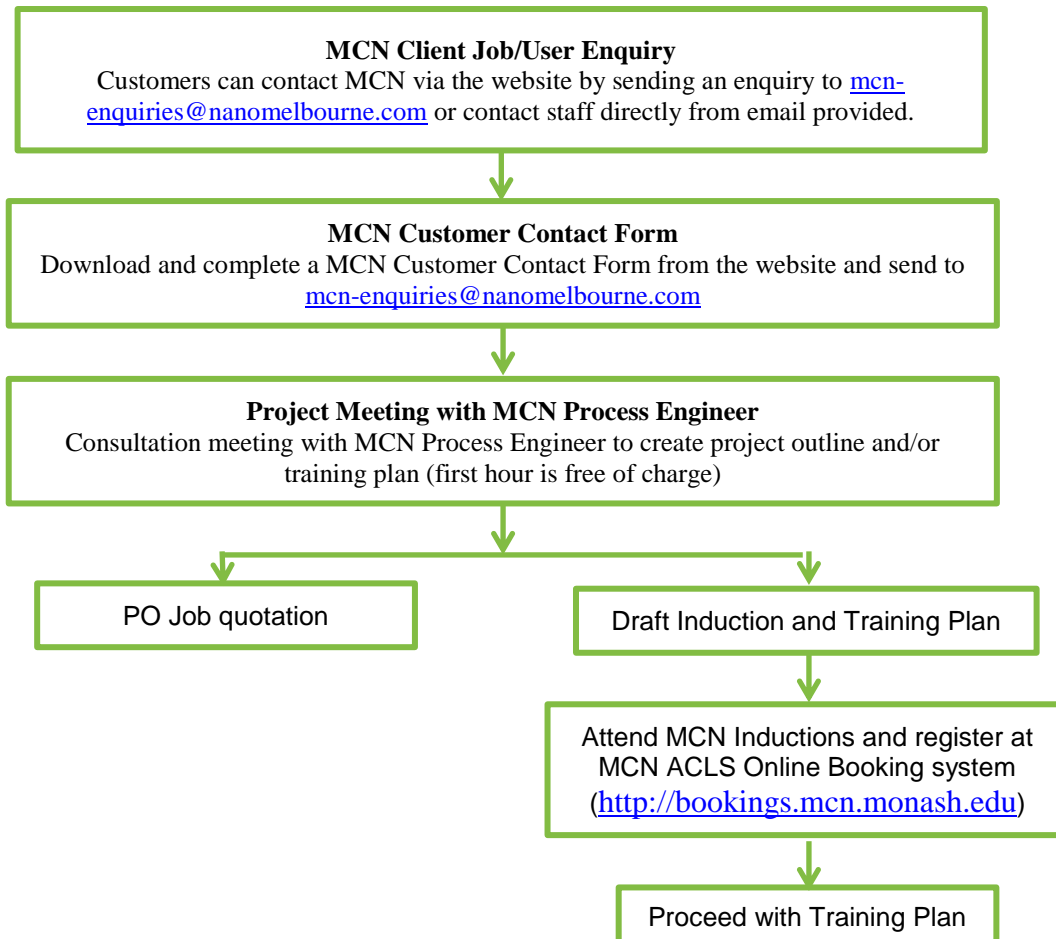 MCN Client Job/User Enquiry
Customers can contact MCN via the website by sending an enquiry to mcn-
enquiries@nanomelbourne.com or contact staff directly from email provided.
MCN Customer Contact Form
Download and complete a MCN Customer Contact Form from the website and send to
mcn-enquiries@nanomelbourne.com
Project Meeting with MCN Process Engineer
Consultation meeting with MCN Process Engineer to create project outline and/or
training plan (first hour is free of charge)
PO Job quotation
Draft Induction and Training Plan
Attend MCN Inductions and register at
MCN ACLS Online Booking system
(http://bookings.mcn.monash.edu)
Proceed with Training Plan